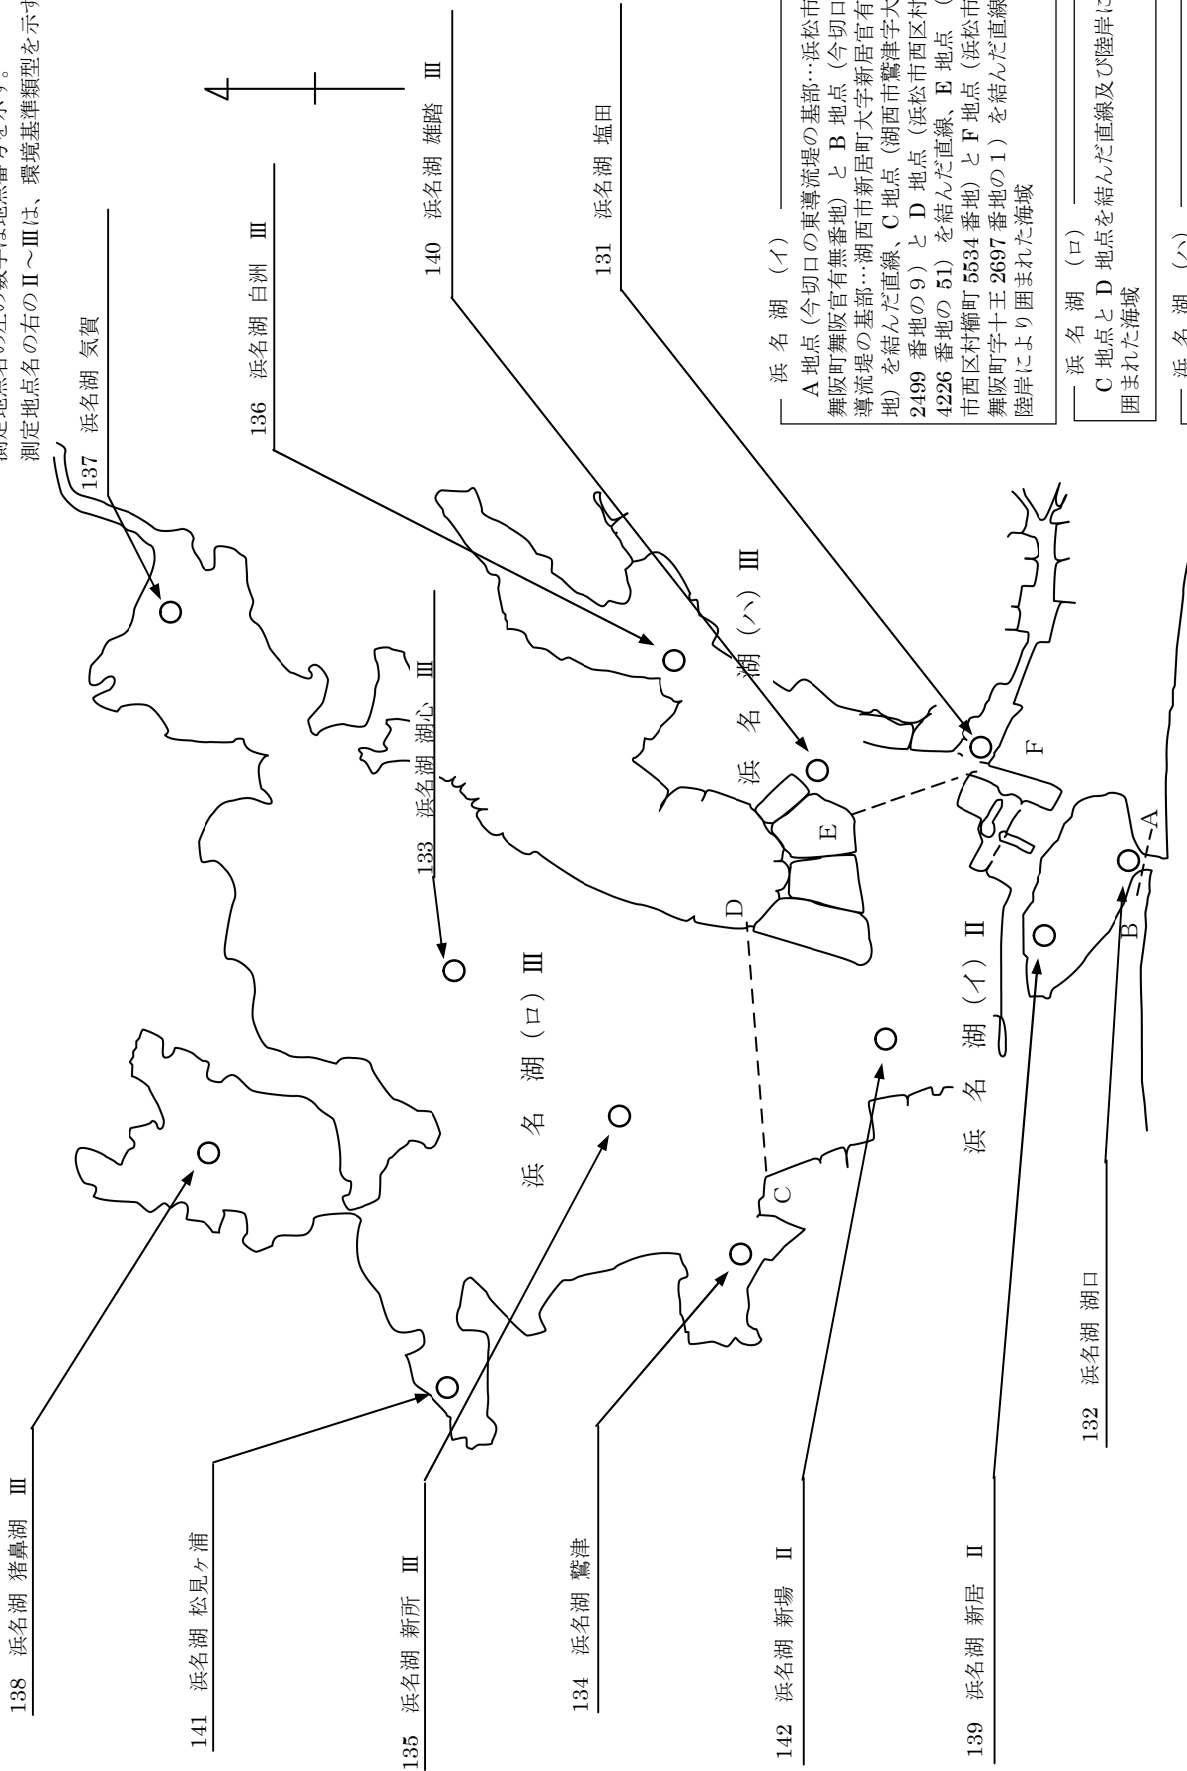 測定地点名の右のⅡ～Ⅲは、環境基準類型を示す
137 浜名湖 気賀
136 浜名湖 白洲 Ⅲ
140 浜名湖 雄踏 Ⅲ
131 浜名湖 塩田
133 浜名湖 湖心 Ⅲ
138 浜名湖 猪鼻湖 Ⅲ
141 浜名湖 松見ヶ浦
135 浜名湖 新所 Ⅲ
134 浜名湖 鷲津
142 浜名湖 新場 Ⅱ
139 浜名湖 新居 Ⅱ
132 浜名湖 湖口
浜 名 湖 (ロ) Ⅲ
浜 名 湖 (ハ) Ⅲ
浜 名 湖 (イ) Ⅱ
A
B
C
D
E
F
浜 名 湖 (イ)
A 地点（今切口の東導流堤の基部…浜松市
舞阪町舞阪官有無番地）と B 地点（今切口
導流堤の基部…湖西市新居町大字新居官有
地）を結んだ直線、C 地点（湖西市鷲津字大
2499 番地の９）と D 地点（浜松市西区村
4226 番地の 51）を結んだ直線、E 地点（
市西区村櫛町 5534 番地）と F 地点（浜松市
舞阪町字十王 2697 番地の１）を結んだ直線
陸岸により囲まれた海域
浜 名 湖 (ロ)
C 地点と D 地点を結んだ直線及び陸岸に
囲まれた海域
浜 名 湖 (ハ)